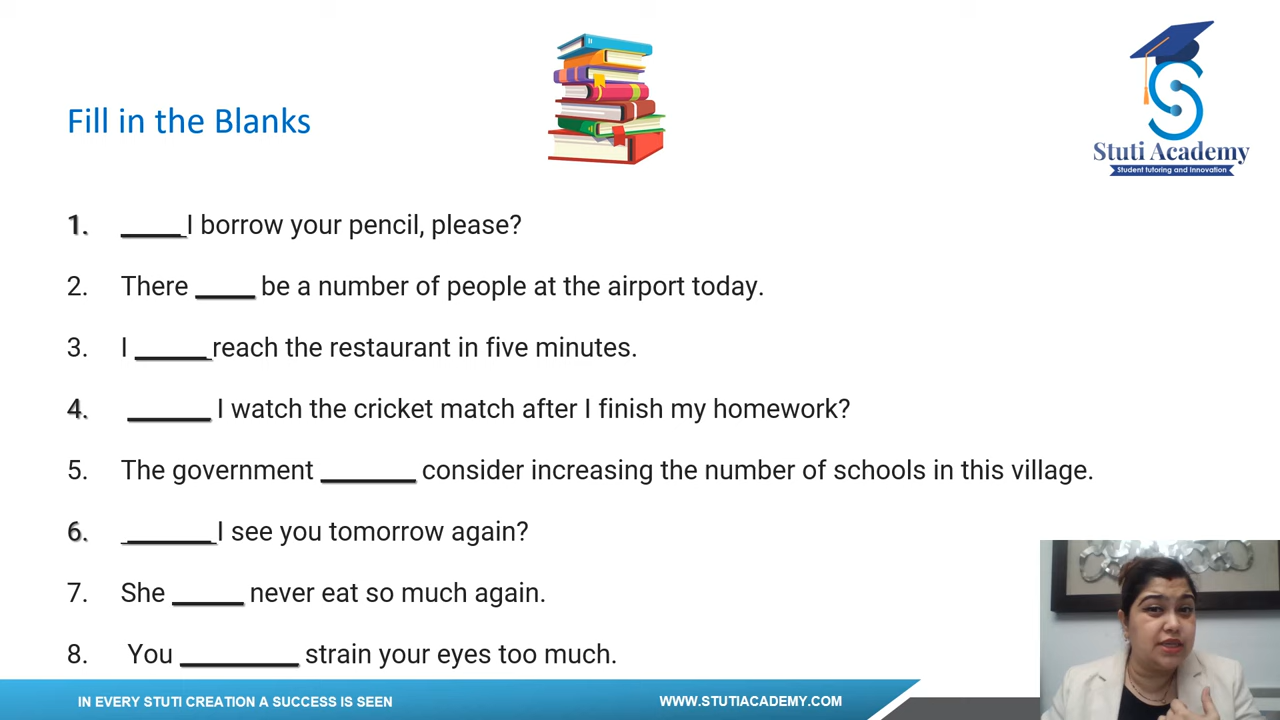 Fill in the Blanks
Stuti Academy
Student tutoring and Innovation
1. _____I borrow your pencil, please?
2. There _____ be a number of people at the airport today.
3. I ______reach the restaurant in five minutes.
4. _______ I watch the cricket match after I finish my homework?
5. The government ________ consider increasing the number of schools in this village.
6. ________I see you tomorrow again?
7. She ______ never eat so much again.
8. You __________ strain your eyes too much.
IN EVERY STUTI CREATION A SUCCESS IS SEEN
WWW.STUTIACADEMY.COM